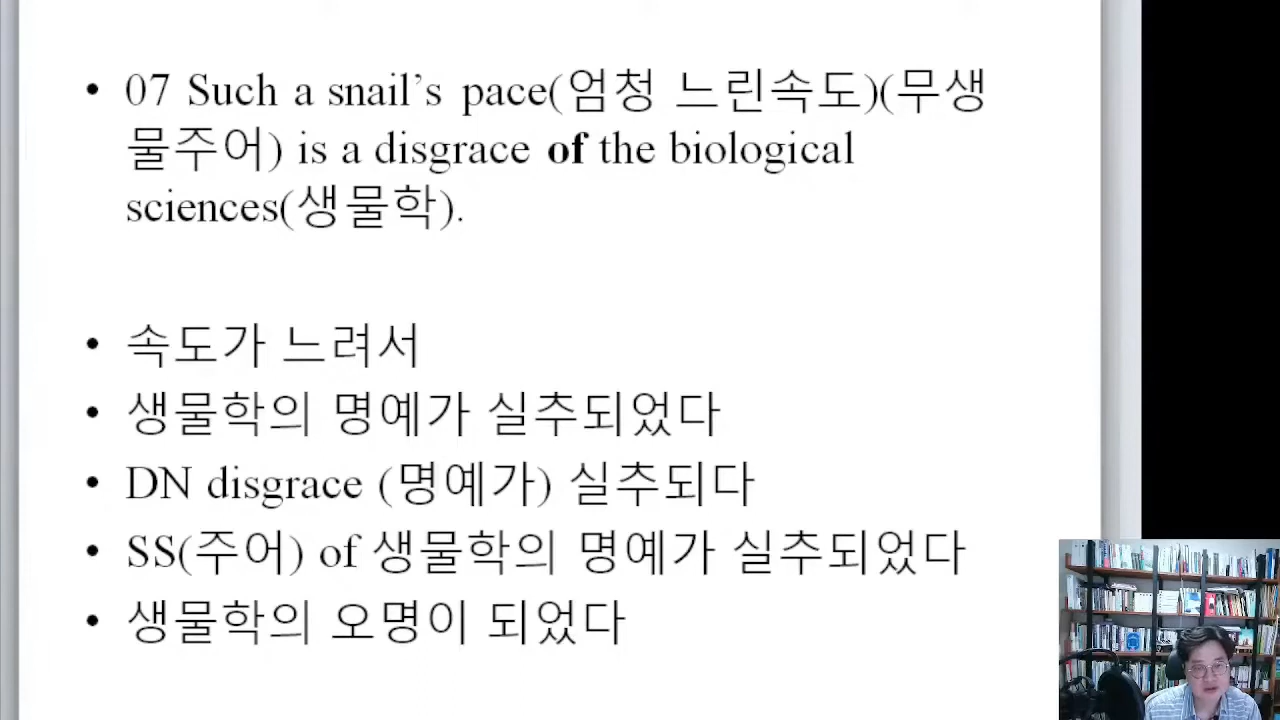 • 07 Such a snail's pace(엄청 느린속도)(무생
물주어) is a disgrace of the biological
sciences(생물학).
• 속도가 느려서
• 생물학의 명예가 실추되었다
• DN disgrace (명예가) 실추되다
• SS(주어) of 생물학의 명예가 실추되었다
• 생물학의 오명이 되었다